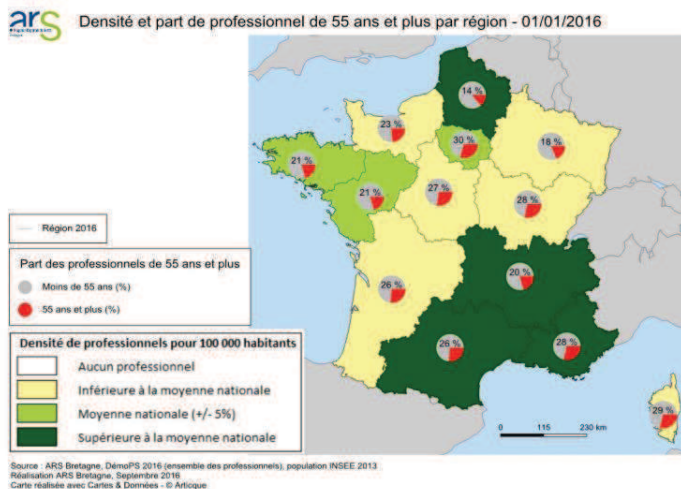 ars
Densité et part de professionnel de 55 ans et plus par région - 01/01/2016
14 %
23 %
30 %
18 %
21 %
21 %
27 %
28 %
Région 2016
Part des professionnels de 55 ans et plus
Moins de 55 ans (%)
55 ans et plus (%)
20 %
26 %
26 %
28 %
29 %
Densité de professionnels pour 100 000 habitants
Aucun professionnel
Inférieure à la moyenne nationale
Moyenne nationale (+/- 5%)
Supérieure à la moyenne nationale
0 115 230 km
Source : ARS Bretagne, DémoPS 2016 (ensemble des professionnels), population INSEE 2013
Réalisation ARS Bretagne, Septembre 2016
Carte réalisée avec Cartes & Données - © Articque